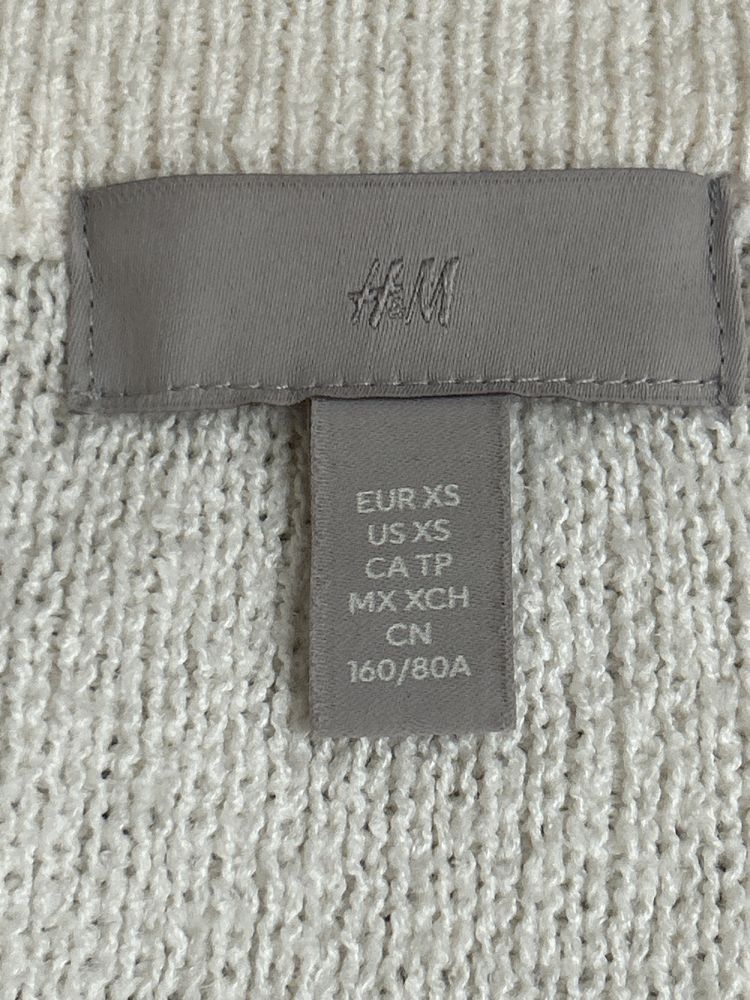 H&M
EUR XS
US XS
CA TP
MX XCH
CN
160/80A